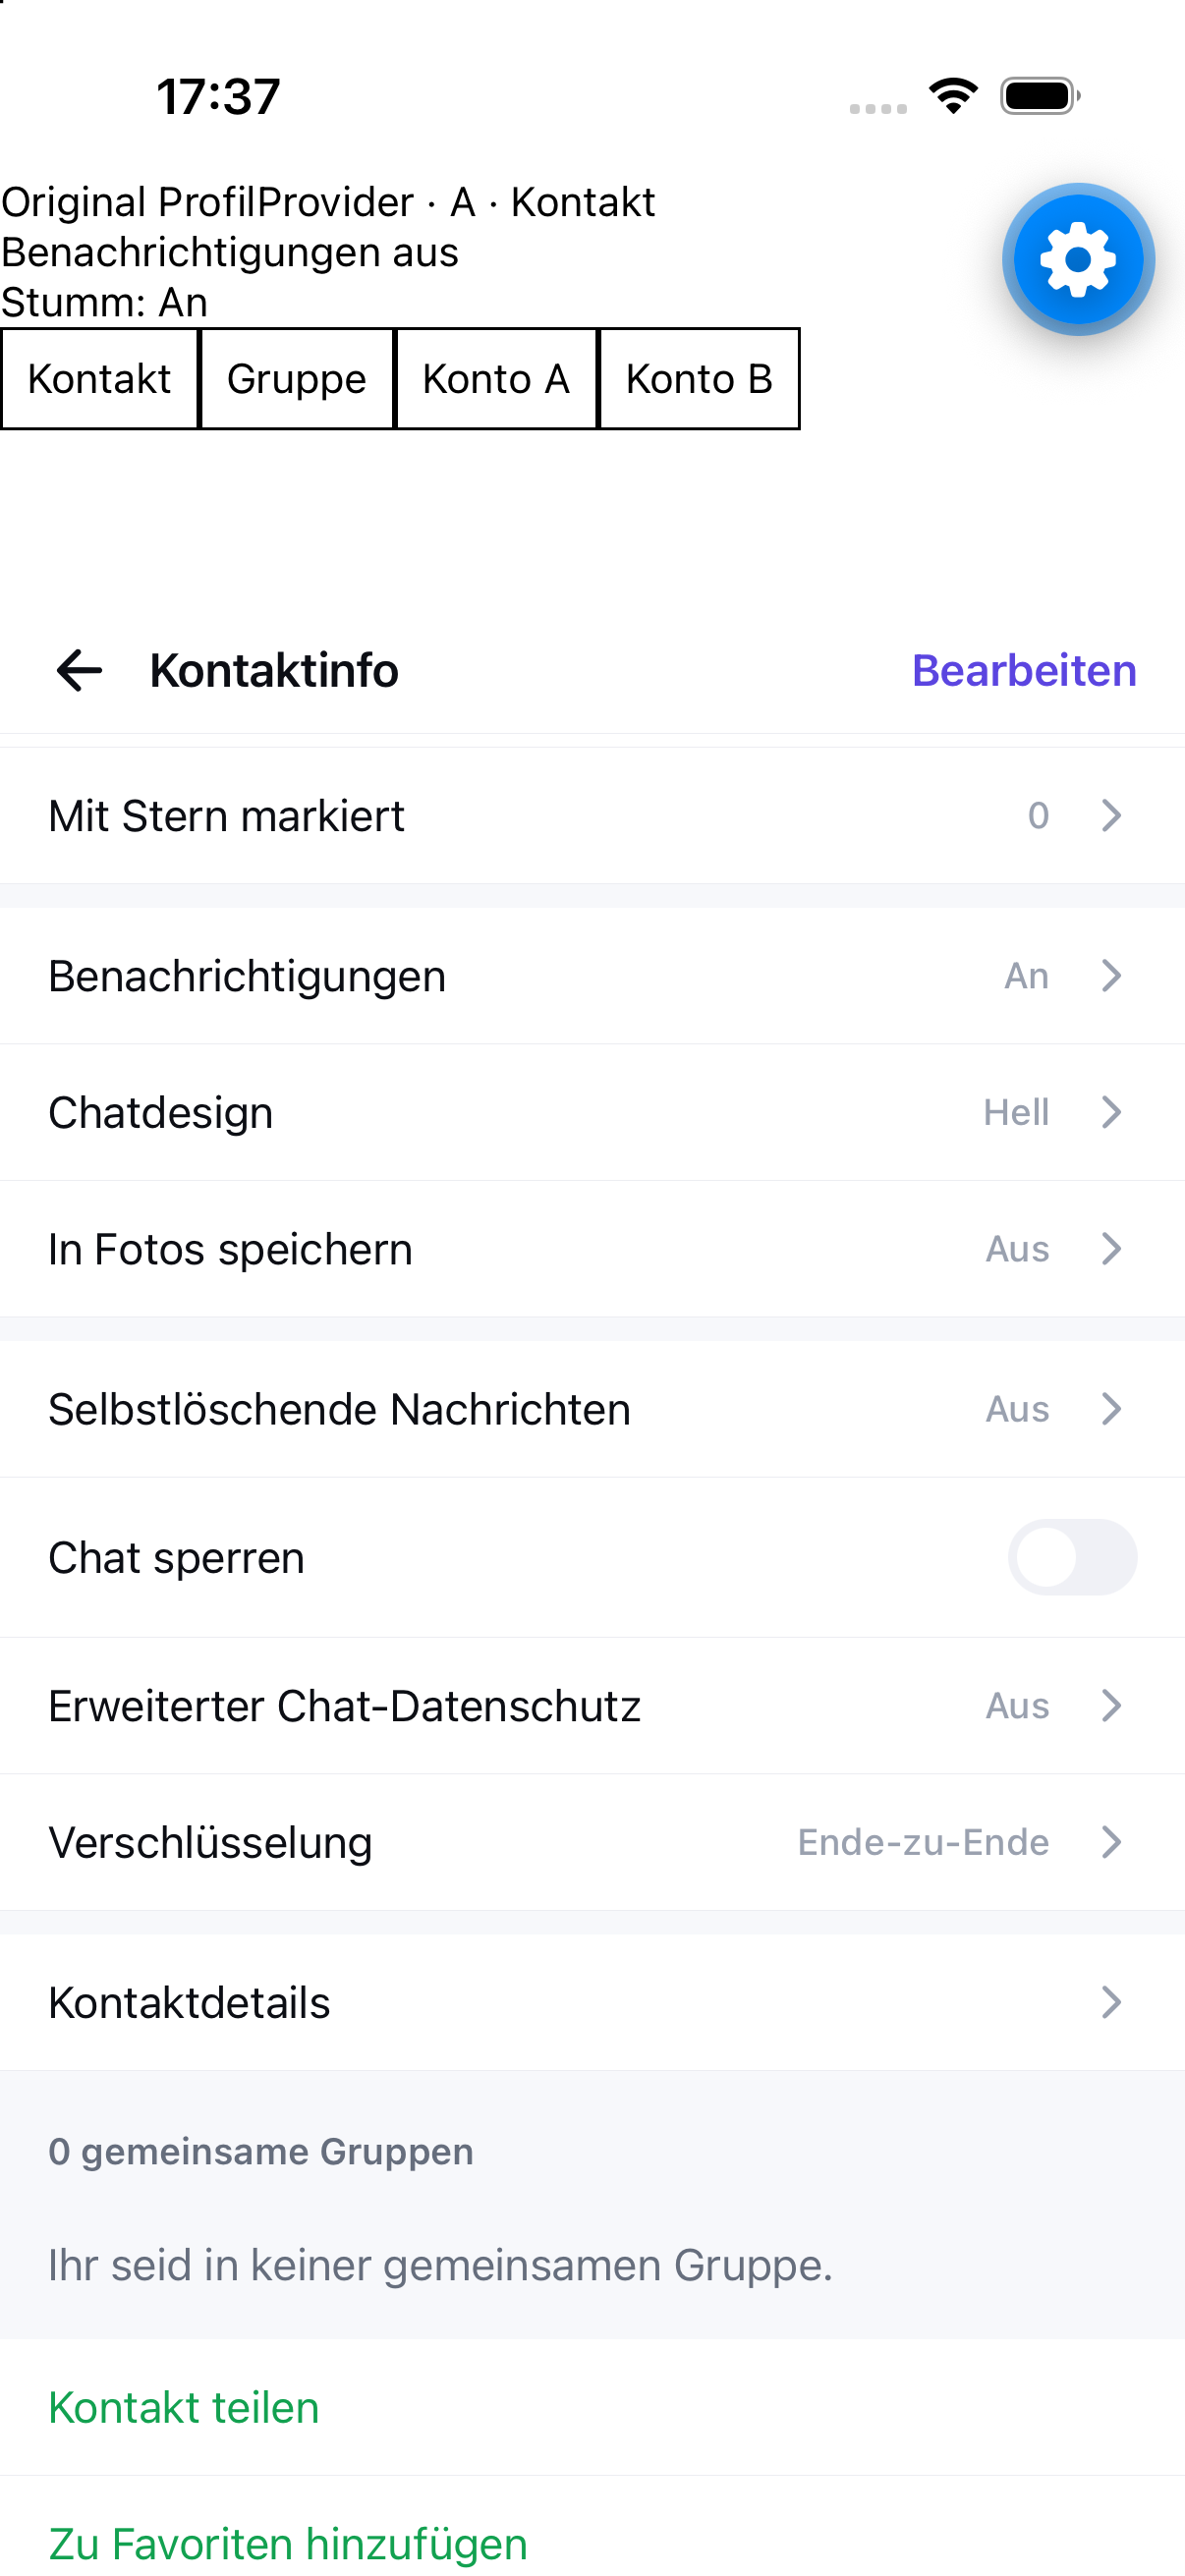 17:37
Original ProfilProvider · A · Kontakt
Benachrichtigungen aus
Stumm: An
Kontakt Gruppe Konto A Konto B
Kontaktinfo Bearbeiten
Mit Stern markiert 0
Benachrichtigungen An
Chatdesign Hell
In Fotos speichern Aus
Selbstlöschende Nachrichten Aus
Chat sperren
Erweiterter Chat-Datenschutz Aus
Verschlüsselung Ende-zu-Ende
Kontaktdetails
0 gemeinsame Gruppen
Ihr seid in keiner gemeinsamen Gruppe.
Kontakt teilen
Zu Favoriten hinzufügen